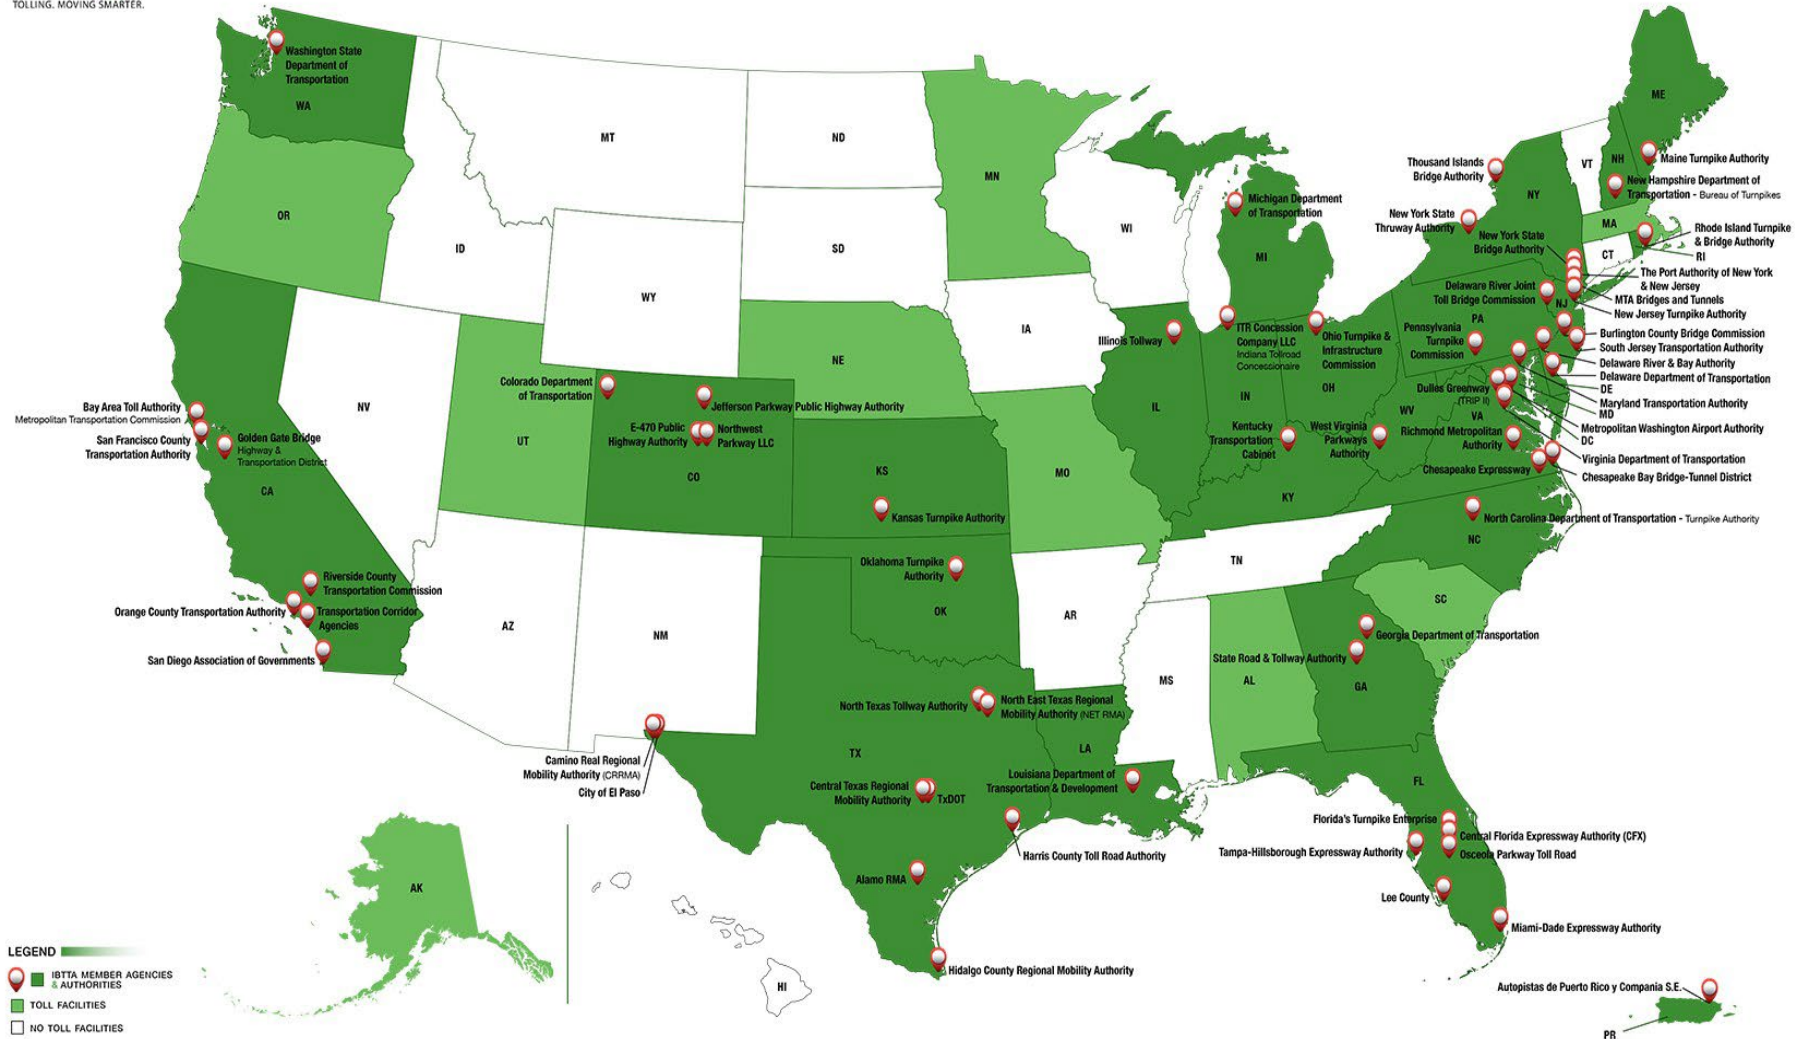 TOLLING. MOVING SMARTER.
Washington State
Department of
Transportation
WA
OR
CA
NV
ID
MT
WY
UT
AZ
NM
CO
ND
SD
NE
KS
OK
TX
MN
IA
MO
AR
LA
WI
IL
MI
IN
OH
KY
TN
MS
AL
GA
FL
SC
NC
VA
WV
PA
NY
NJ
VT
NH
ME
MA
CT
RI
DE
MD
DC
AK
HI
PR
Bay Area Toll Authority
Metropolitan Transportation Commission
San Francisco County
Transportation Authority
Golden Gate Bridge
Highway &
Transportation District
Riverside County
Transportation Commission
Orange County Transportation Authority
Transportation Corridor
Agencies
San Diego Association of Governments
Colorado Department
of Transportation
Jefferson Parkway Public Highway Authority
E-470 Public
Highway Authority
Northwest
Parkway LLC
Kansas Turnpike Authority
Oklahoma Turnpike
Authority
North Texas Tollway Authority
North East Texas Regional
Mobility Authority (NET RMA)
Camino Real Regional
Mobility Authority (CRRMA)
City of El Paso
Central Texas Regional
Mobility Authority
TxDOT
Louisiana Department of
Transportation & Development
Harris County Toll Road Authority
Alamo RMA
Hidalgo County Regional Mobility Authority
Illinois Tollway
Michigan Department
of Transportation
ITR Concession
Company LLC
Indiana Tollroad
Concessionaire
Ohio Turnpike &
Infrastructure
Commission
Kentucky
Transportation
Cabinet
West Virginia
Parkways
Authority
Thousand Islands
Bridge Authority
New York State
Thruway Authority
New York State
Bridge Authority
Delaware River Joint
Toll Bridge Commission
Pennsylvania
Turnpike
Commission
Dulles Greenway
(TRIP II)
Richmond Metropolitan
Authority
Chesapeake Expressway
Maine Turnpike Authority
New Hampshire Department of
Transportation - Bureau of Turnpikes
Rhode Island Turnpike
& Bridge Authority
The Port Authority of New York
& New Jersey
MTA Bridges and Tunnels
New Jersey Turnpike Authority
Burlington County Bridge Commission
South Jersey Transportation Authority
Delaware River & Bay Authority
Delaware Department of Transportation
Maryland Transportation Authority
Metropolitan Washington Airport Authority
Virginia Department of Transportation
Chesapeake Bay Bridge-Tunnel District
North Carolina Department of Transportation - Turnpike Authority
Georgia Department of Transportation
State Road & Tollway Authority
Florida's Turnpike Enterprise
Central Florida Expressway Authority (CFX)
Tampa-Hillsborough Expressway Authority
Osceola Parkway Toll Road
Lee County
Miami-Dade Expressway Authority
Autopistas de Puerto Rico y Compania S.E.
LEGEND
IBTTA MEMBER AGENCIES
& AUTHORITIES
TOLL FACILITIES
NO TOLL FACILITIES